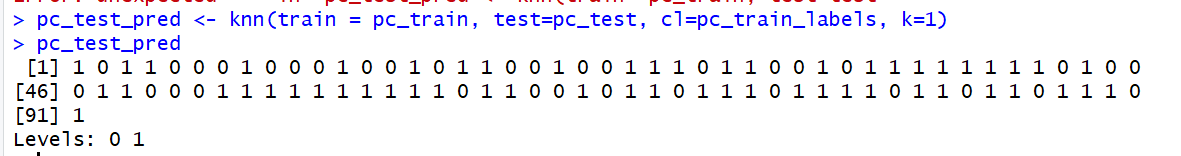 > pc_test_pred <- knn(train = pc_train, test=pc_test, cl=pc_train_labels, k=1)
> pc_test_pred
[1] 1 0 1 1 0 0 0 1 0 0 0 1 0 0 1 0 1 1 0 0 1 0 0 1 1 1 0 1 1 0 0 1 0 1 1 1 1 1 1 1 1 0 1 0 0
[46] 0 1 1 0 0 0 1 1 1 1 1 1 1 1 1 1 0 1 1 0 0 1 0 1 1 0 1 1 1 0 1 1 1 1 0 1 1 0 1 1 0 1 1 1 0
[91] 1
Levels: 0 1